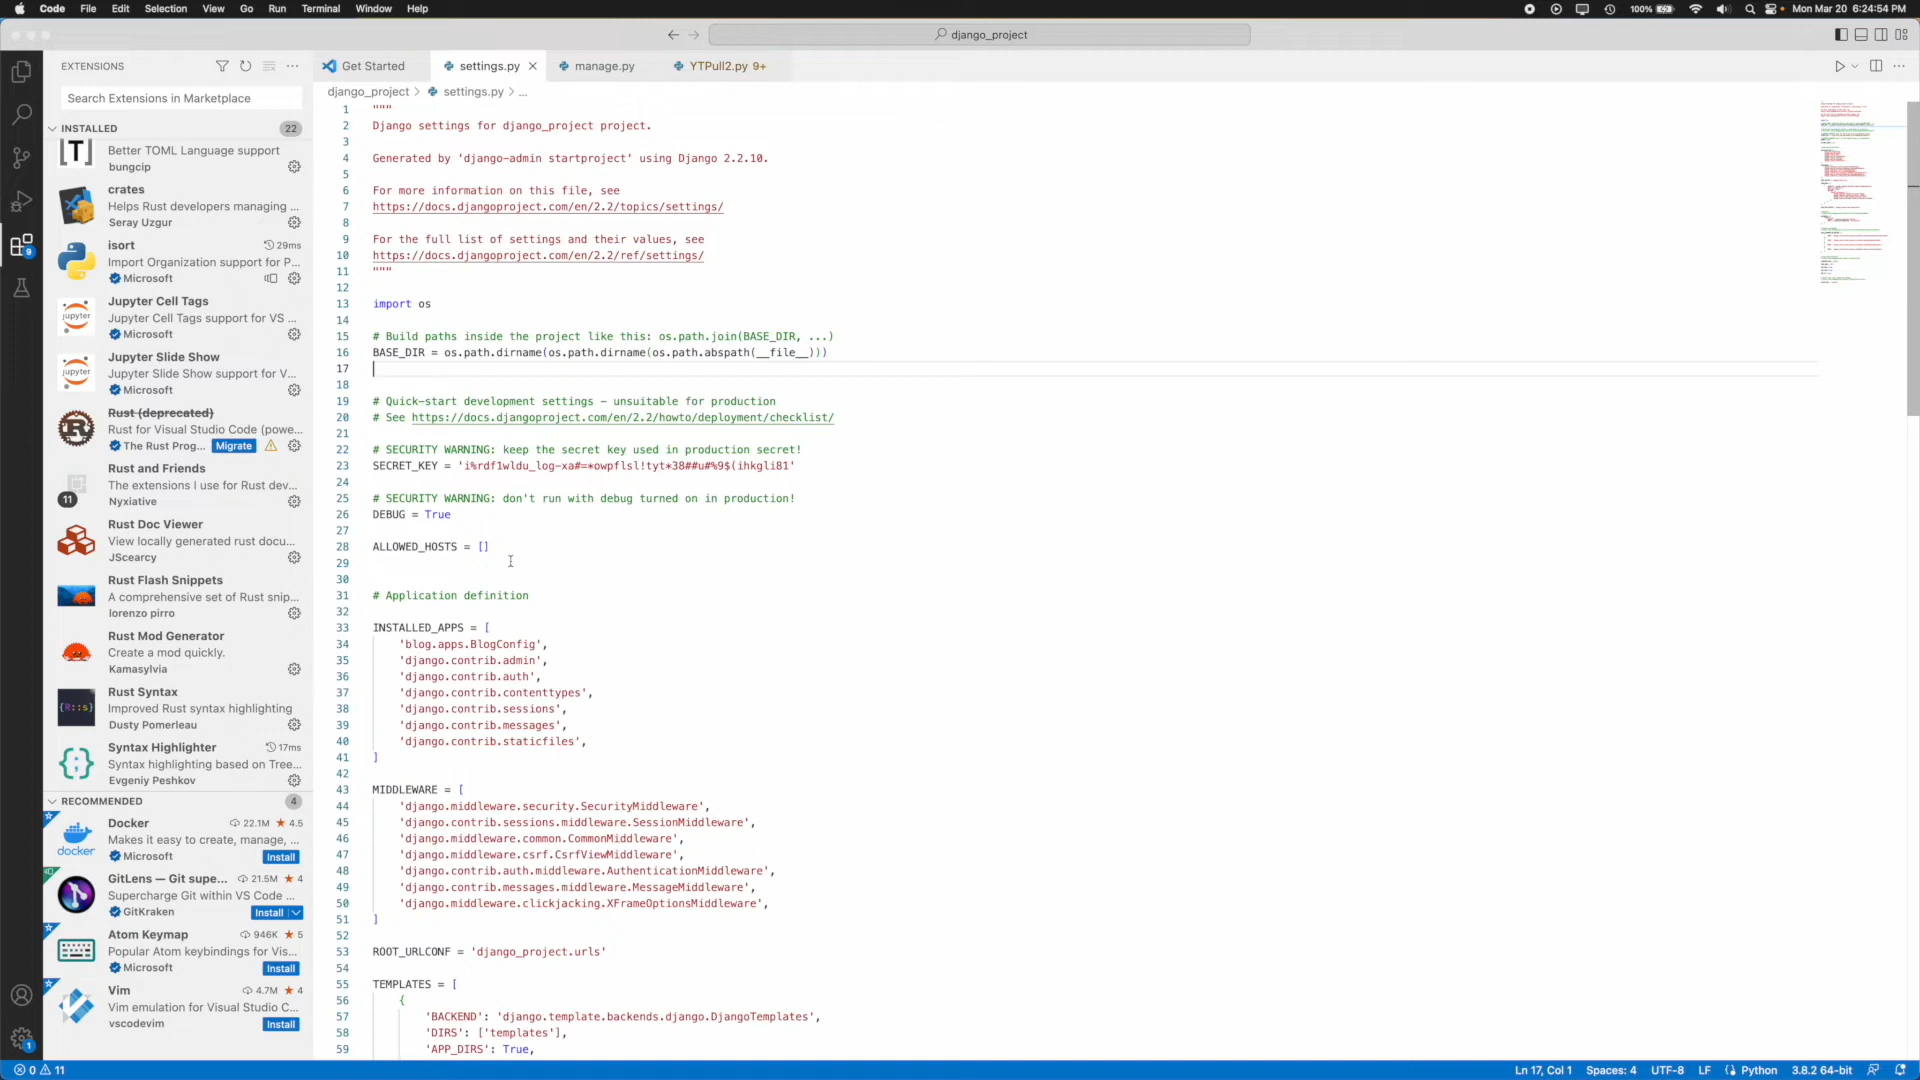 Code File Edit Selection View Go Run Terminal Window Help
100% Mon Mar 20 6:24:54 PM
django_project
EXTENSIONS
Search Extensions in Marketplace
INSTALLED 22
Better TOML Language support
bungcip
crates
Helps Rust developers managing ...
Seray Uzgur
isort 29ms
Import Organization support for P...
Microsoft
Jupyter Cell Tags
Jupyter Cell Tags support for VS ...
Microsoft
Jupyter Slide Show
Jupyter Slide Show support for V...
Microsoft
Rust (deprecated)
Rust for Visual Studio Code (powe...
The Rust Prog... Migrate
Rust and Friends
The extensions I use for Rust dev...
Nyxiative
11
Rust Doc Viewer
View locally generated rust docu...
JScearcy
Rust Flash Snippets
A comprehensive set of Rust snip...
lorenzo pirro
Rust Mod Generator
Create a mod quickly.
Kamasylvia
Rust Syntax
Improved Rust syntax highlighting
Dusty Pomerleau
Syntax Highlighter 17ms
Syntax highlighting based on Tree...
Evgeniy Peshkov
RECOMMENDED 4
Docker 22.1M 4.5
Makes it easy to create, manage, ...
Microsoft Install
GitLens — Git supe... 21.5M 4
Supercharge Git within VS Code ...
GitKraken Install
Atom Keymap 946K 5
Popular Atom keybindings for Vis...
Microsoft Install
Vim 4.7M 4
Vim emulation for Visual Studio C...
vscodevim Install
Get Started settings.py manage.py YTPull2.py 9+
django_project > settings.py > ...
1 """
2 Django settings for django_project project.
3
4 Generated by 'django-admin startproject' using Django 2.2.10.
5
6 For more information on this file, see
7 https://docs.djangoproject.com/en/2.2/topics/settings/
8
9 For the full list of settings and their values, see
10 https://docs.djangoproject.com/en/2.2/ref/settings/
11 """
12
13 import os
14
15 # Build paths inside the project like this: os.path.join(BASE_DIR, ...)
16 BASE_DIR = os.path.dirname(os.path.dirname(os.path.abspath(__file__)))
17
18
19 # Quick-start development settings - unsuitable for production
20 # See https://docs.djangoproject.com/en/2.2/howto/deployment/checklist/
21
22 # SECURITY WARNING: keep the secret key used in production secret!
23 SECRET_KEY = 'i%rdf1wldu_log-xa#=*owpflsl!tyt*38##u#%9$(ihkgli81'
24
25 # SECURITY WARNING: don't run with debug turned on in production!
26 DEBUG = True
27
28 ALLOWED_HOSTS = []
29
30
31 # Application definition
32
33 INSTALLED_APPS = [
34 'blog.apps.BlogConfig',
35 'django.contrib.admin',
36 'django.contrib.auth',
37 'django.contrib.contenttypes',
38 'django.contrib.sessions',
39 'django.contrib.messages',
40 'django.contrib.staticfiles',
41 ]
42
43 MIDDLEWARE = [
44 'django.middleware.security.SecurityMiddleware',
45 'django.contrib.sessions.middleware.SessionMiddleware',
46 'django.middleware.common.CommonMiddleware',
47 'django.middleware.csrf.CsrfViewMiddleware',
48 'django.contrib.auth.middleware.AuthenticationMiddleware',
49 'django.contrib.messages.middleware.MessageMiddleware',
50 'django.middleware.clickjacking.XFrameOptionsMiddleware',
51 ]
52
53 ROOT_URLCONF = 'django_project.urls'
54
55 TEMPLATES = [
56 {
57 'BACKEND': 'django.template.backends.django.DjangoTemplates',
58 'DIRS': ['templates'],
59 'APP_DIRS': True,
9
1
0 11 Ln 17, Col 1 Spaces: 4 UTF-8 LF Python 3.8.2 64-bit